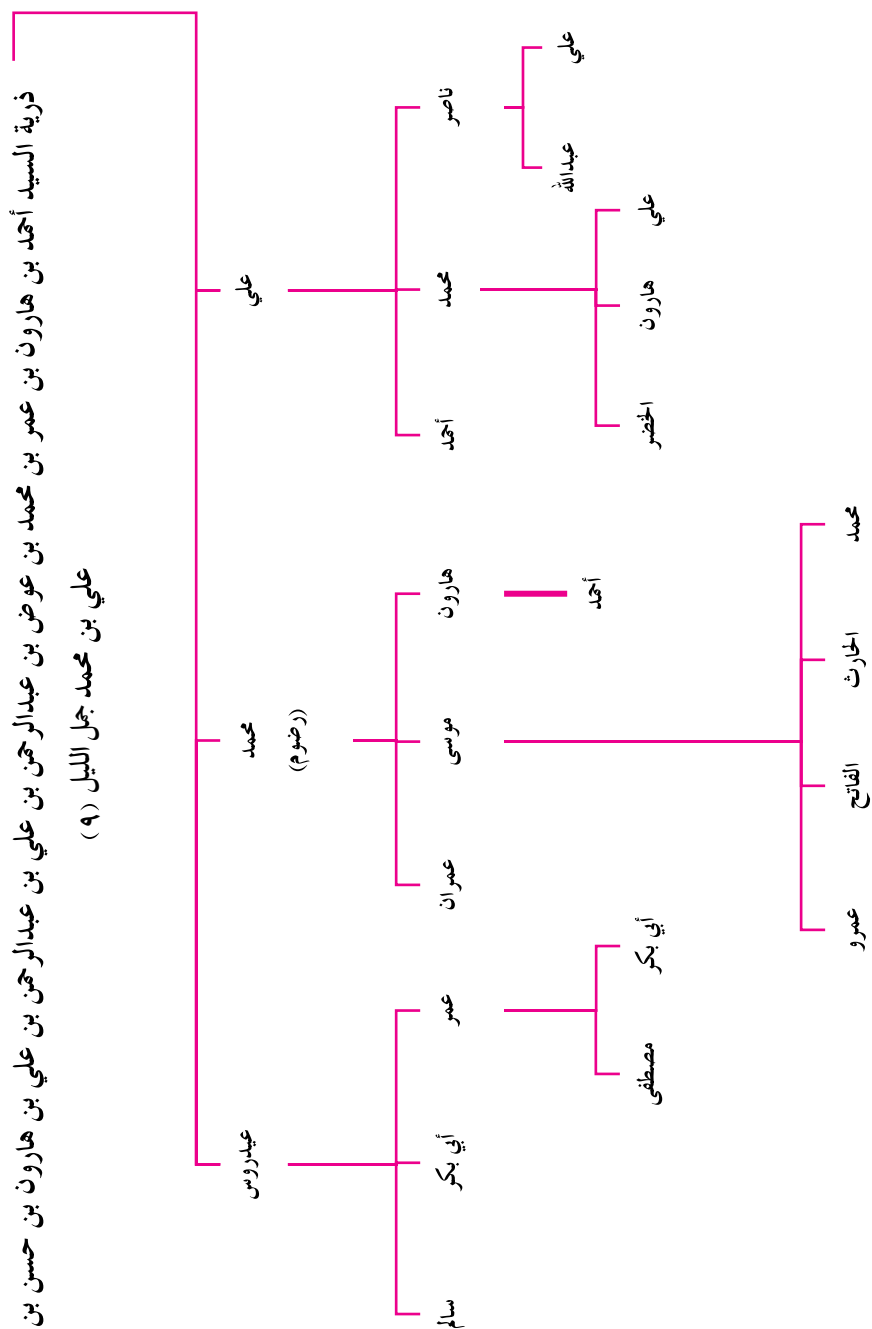 ذرية السيد أحمد بن هارون بن عمر بن محمد بن عوض بن عبدالرحمن بن علي بن عبدالرحمن بن علي بن هارون بن حسن بن
علي بن محمد جمل الليل (٩)
علي
محمد
(رضوم)
عيدروس
ناصر
محمد
أحمد
هارون
موسى
عمران
عمر
أبي بكر
سالم
علي
عبدالله
علي
هارون
الخضر
أحمد
أبي بكر
مصطفى
محمد
الحارث
الفاتح
عمرو